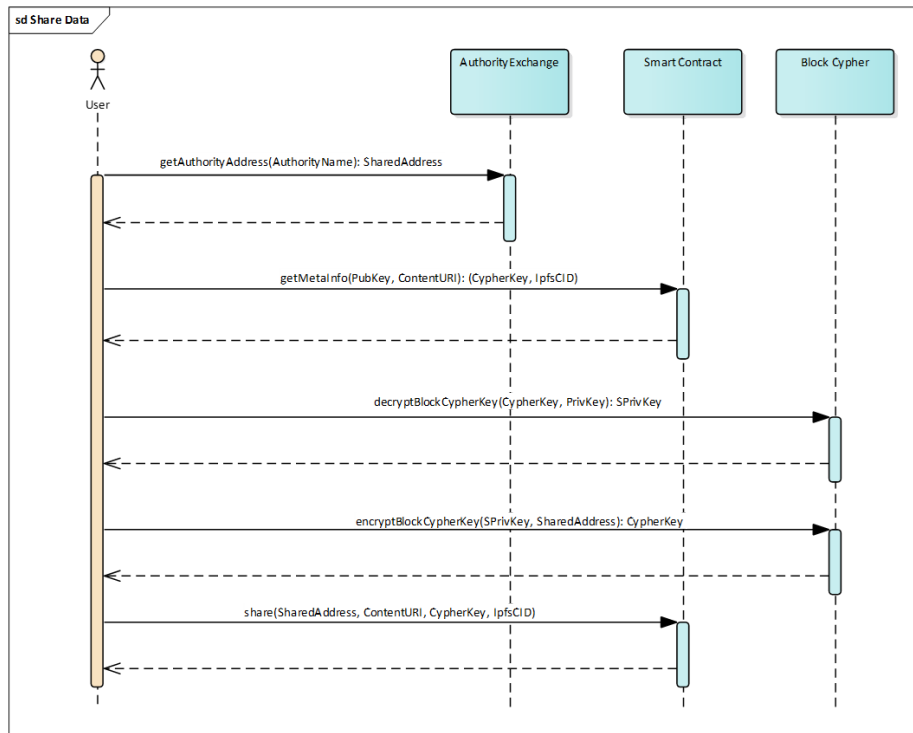 sd Share Data
User
AuthorityExchange
Smart Contract
Block Cypher
getAuthorityAddress(AuthorityName): SharedAddress
getMetaInfo(PubKey, ContentURI): (CypherKey, IpfsCID)
decryptBlockCypherKey(CypherKey, PrivKey): SPrivKey
encryptBlockCypherKey(SPrivKey, SharedAddress): CypherKey
share(SharedAddress, ContentURI, CypherKey, IpfsCID)